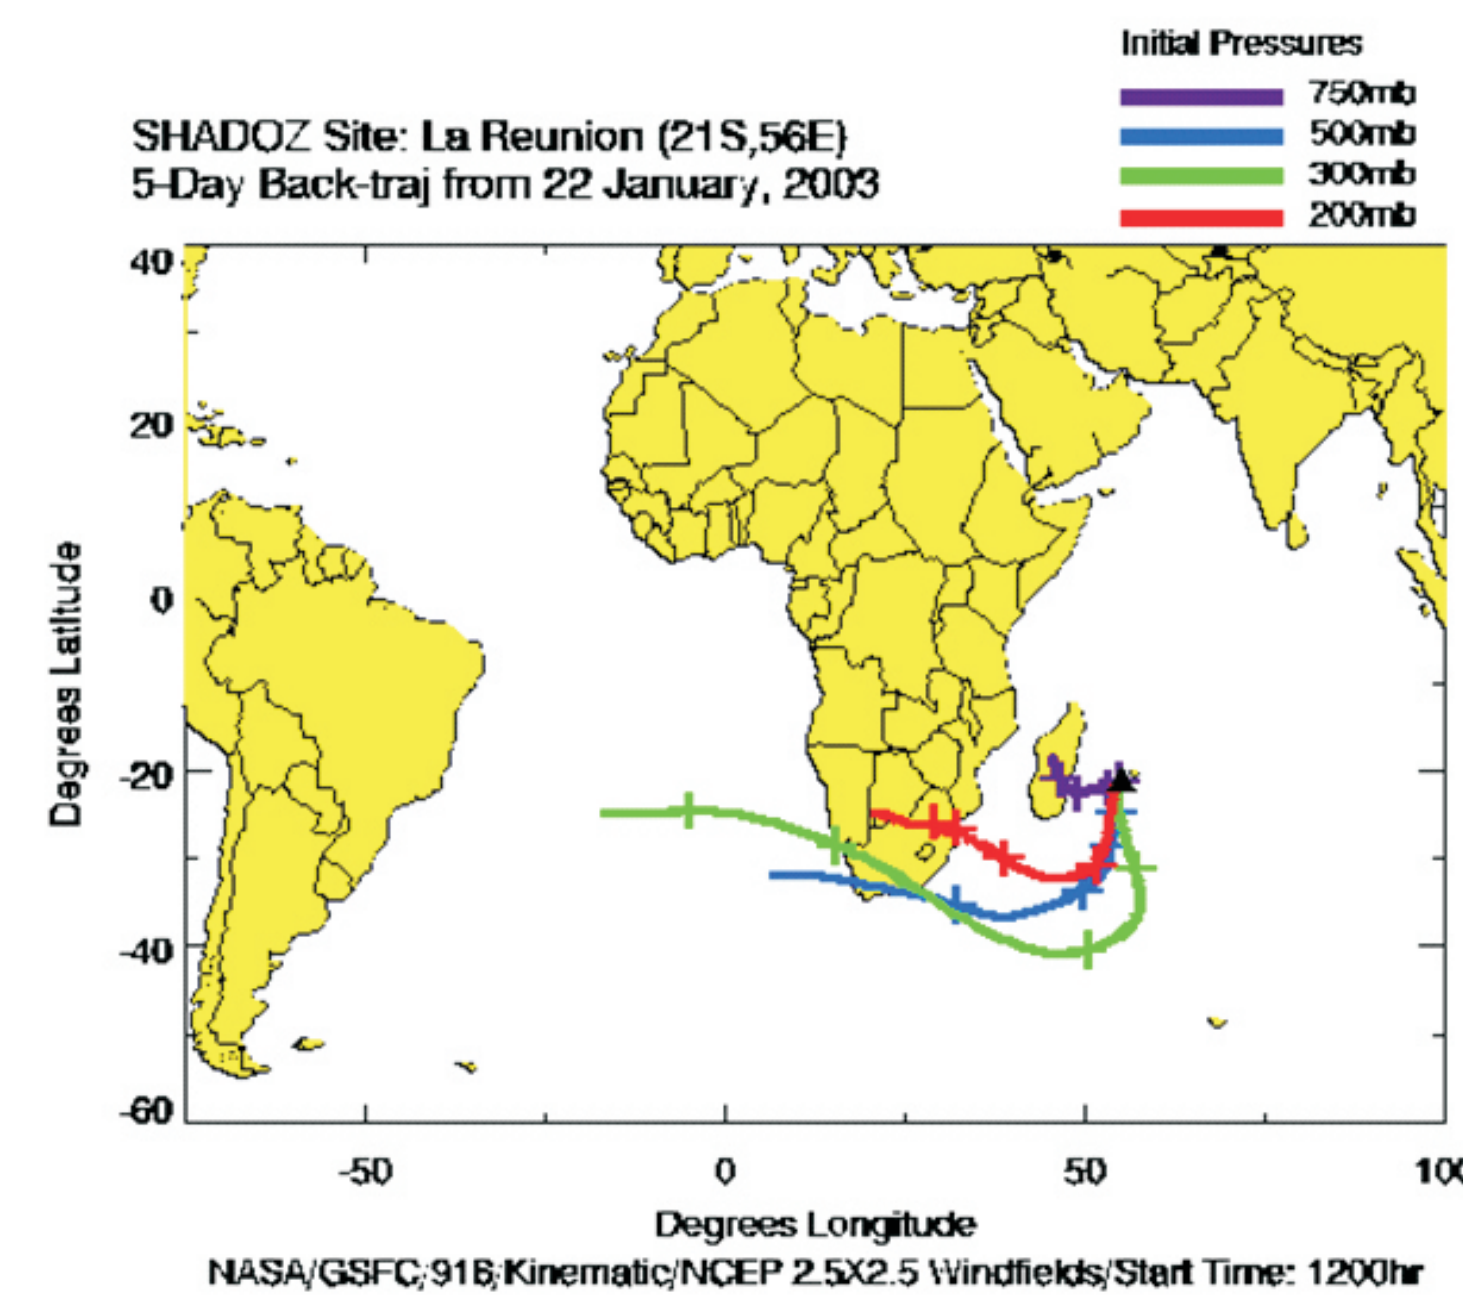 Initial Pressures
750mb
500mb
300mb
200mb
SHADOZ Site: La Reunion (21S,56E)
5-Day Back-traj from 22 January, 2003
40
20
0
-20
-40
-60
Degrees Latitude
-50
0
50
100
Degrees Longitude
NASA/GSFC/916/Kinematic/NCEP 2.5X2.5 Windfields/Start Time: 1200hr